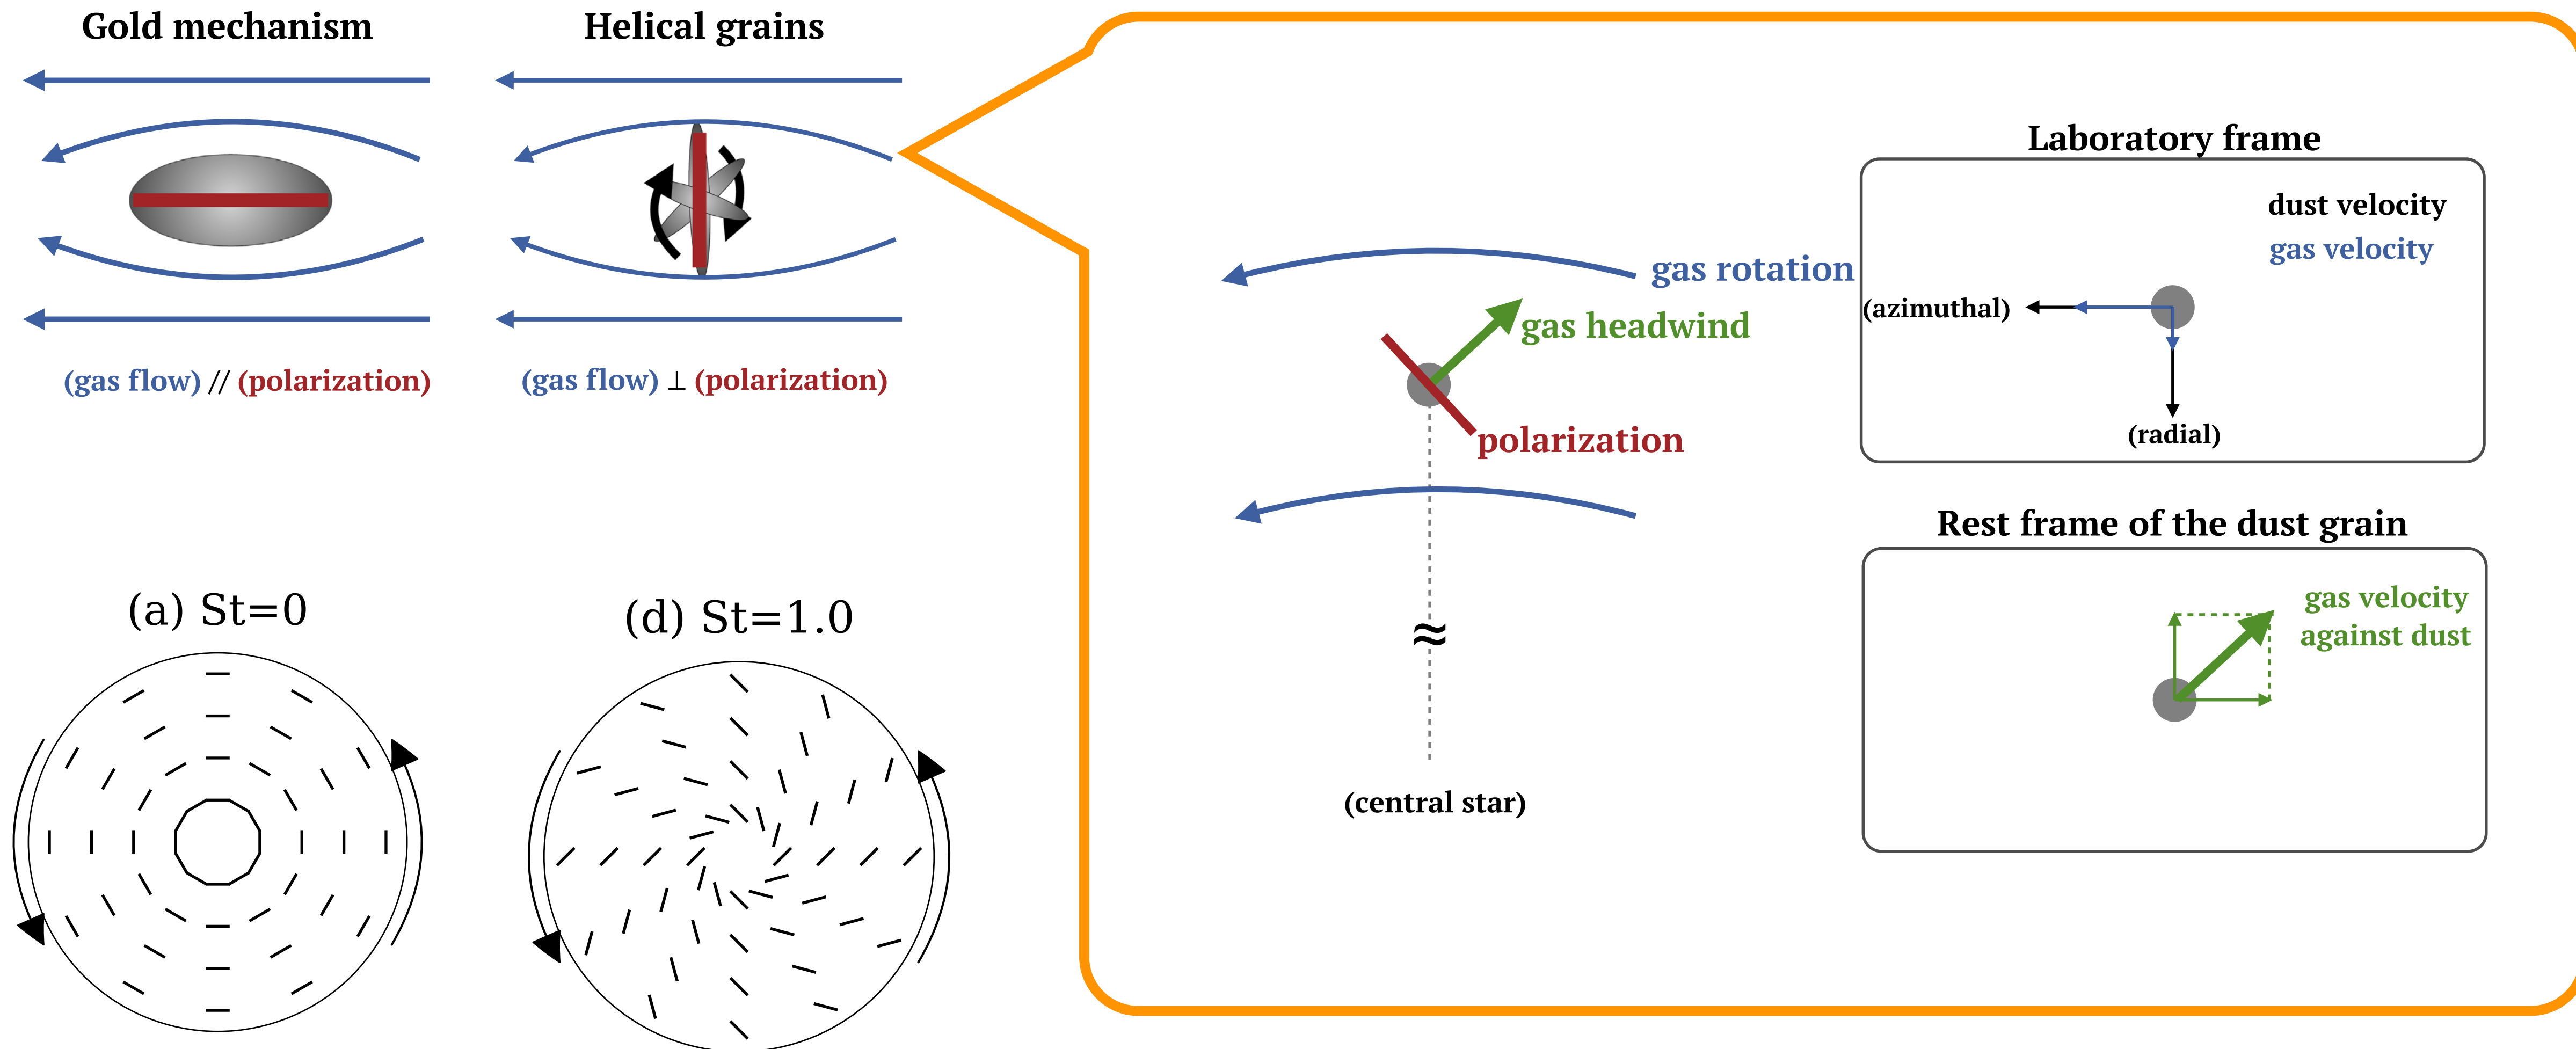 Gold mechanism
(gas flow) // (polarization)
Helical grains
(gas flow) ⊥ (polarization)
(a) St=0
(d) St=1.0
gas rotation
gas headwind
polarization
≈
(central star)
Laboratory frame
dust velocity
gas velocity
(azimuthal)
(radial)
Rest frame of the dust grain
gas velocity
against dust